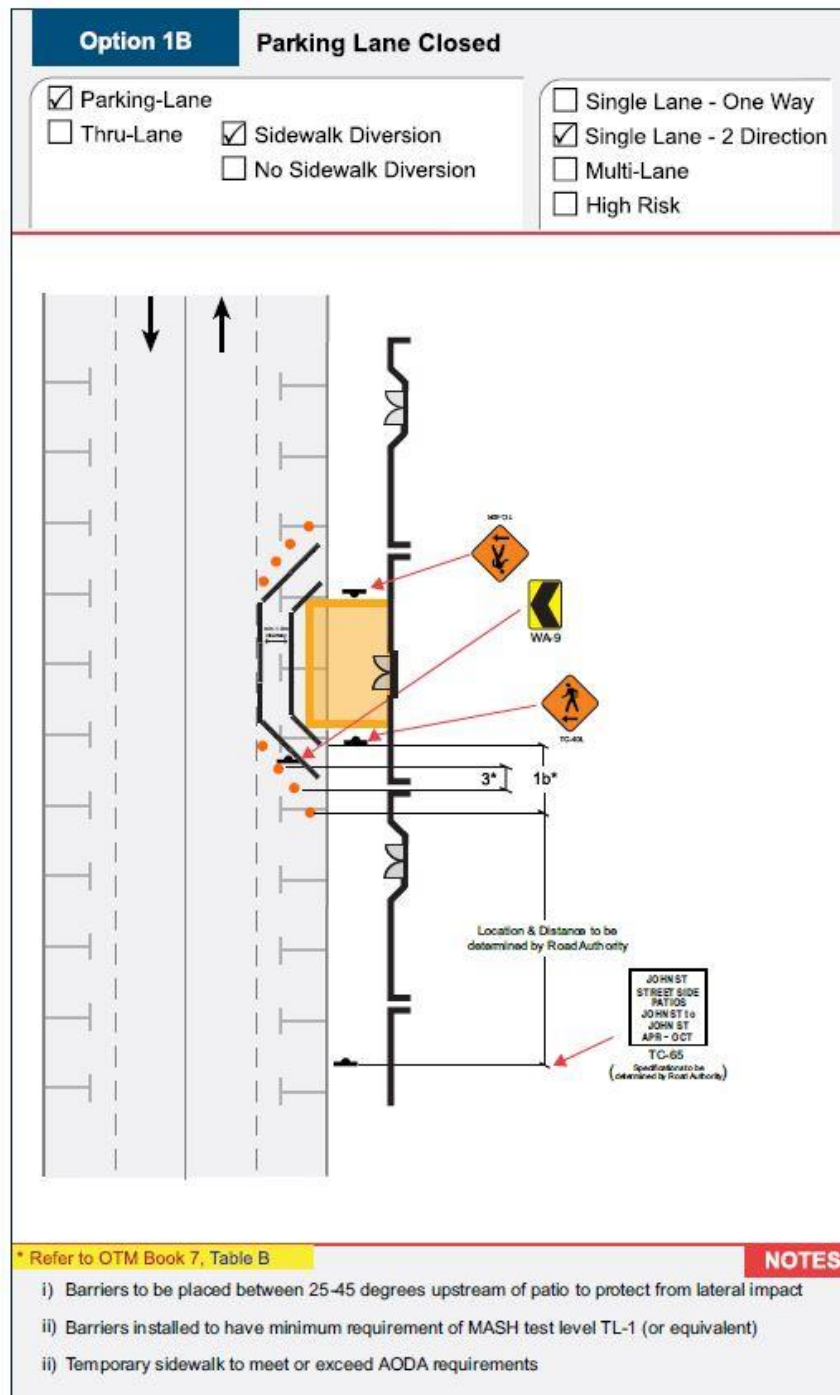 Option 1B
Parking Lane Closed
Parking-Lane
Thru-Lane
Sidewalk Diversion
No Sidewalk Diversion
Single Lane - One Way
Single Lane - 2 Direction
Multi-Lane
High Risk
WA-9
TC-40L
3*
1b*
Location & Distance to be
determined by Road Authority
JOHN ST
STREET SIDE
PATIOS
JOHN ST to
JOHN ST
APR - OCT
TC-65
(Specifications to be
determined by Road Authority)
* Refer to OTM Book 7, Table B
NOTES
i) Barriers to be placed between 25-45 degrees upstream of patio to protect from lateral impact
ii) Barriers installed to have minimum requirement of MASH test level TL-1 (or equivalent)
ii) Temporary sidewalk to meet or exceed AODA requirements